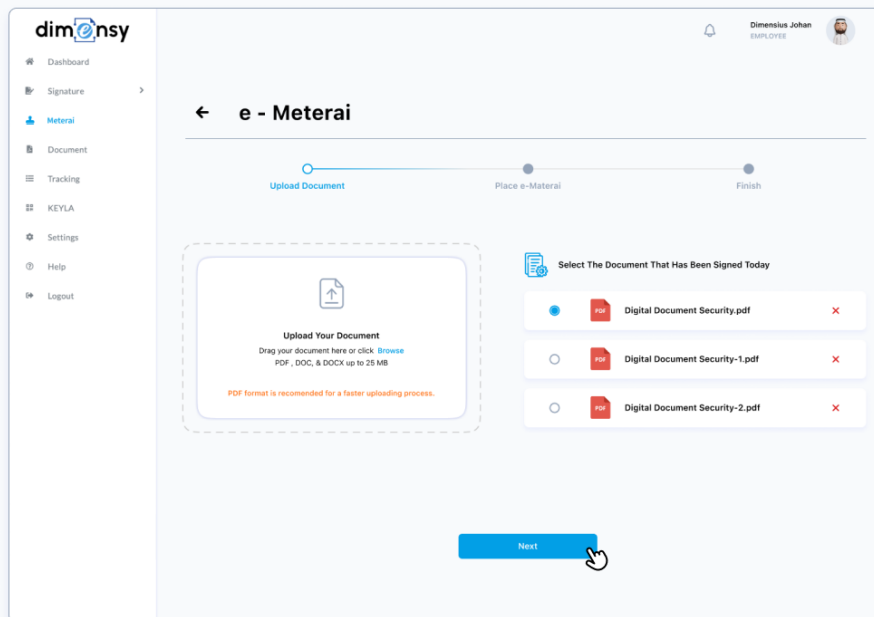 dimensy
Dashboard
Signature
Meterai
Document
Tracking
KEYLA
Settings
Help
Logout
Dimensius Johan
EMPLOYEE
e - Meterai
Upload Document
Place e-Materai
Finish
Upload Your Document
Drag your document here or click Browse
PDF , DOC, & DOCX up to 25 MB
PDF format is recomended for a faster uploading process.
Select The Document That Has Been Signed Today
PDF Digital Document Security.pdf
PDF Digital Document Security-1.pdf
PDF Digital Document Security-2.pdf
Next